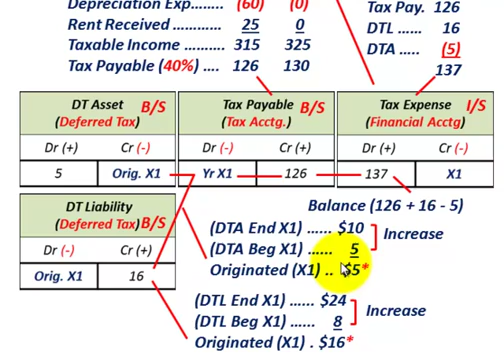 Depreciation Exp........ (60) (0)
Rent Received ............ 25 0
Taxable Income .......... 315 325
Tax Payable (40%) .... 126 130
Tax Pay. 126
DTL ...... 16
DTA ..... (5)
137
DT Asset B/S
(Deferred Tax)
Dr (+) Cr (-)
5 Orig. X1
Tax Payable B/S
(Tax Acctg.)
Dr (-) Cr (+)
Yr X1 126
Tax Expense I/S
(Financial Acctg)
Dr (+) Cr (-)
137 X1
DT Liability
(Deferred Tax) B/S
Dr (-) Cr (+)
Orig. X1 16
Balance (126 + 16 - 5)
(DTA End X1) ...... $10
(DTA Beg X1) ...... 5
Increase
Originated (X1) .. $5*
(DTL End X1) ...... $24
(DTL Beg X1) ...... 8
Increase
Originated (X1) . $16*